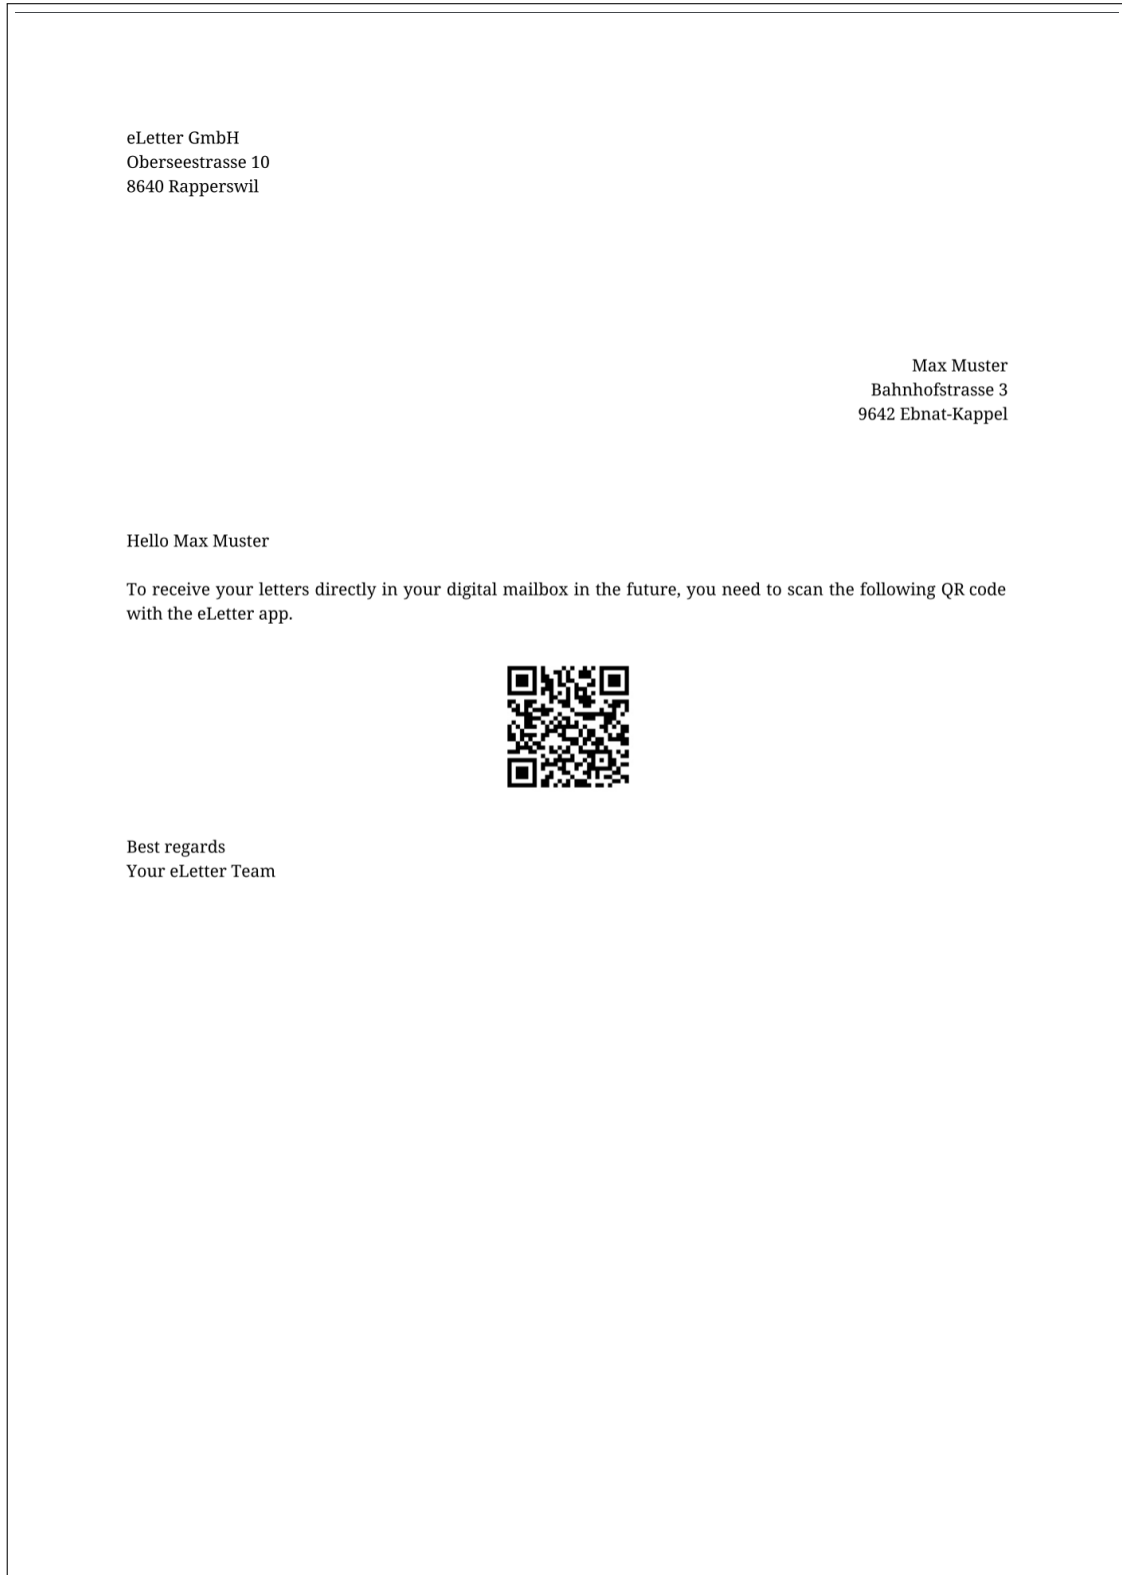 eLetter GmbH
Oberseestrasse 10
8640 Rapperswil
Max Muster
Bahnhofstrasse 3
9642 Ebnat-Kappel
Hello Max Muster
To receive your letters directly in your digital mailbox in the future, you need to scan the following QR code
with the eLetter app.
Best regards
Your eLetter Team